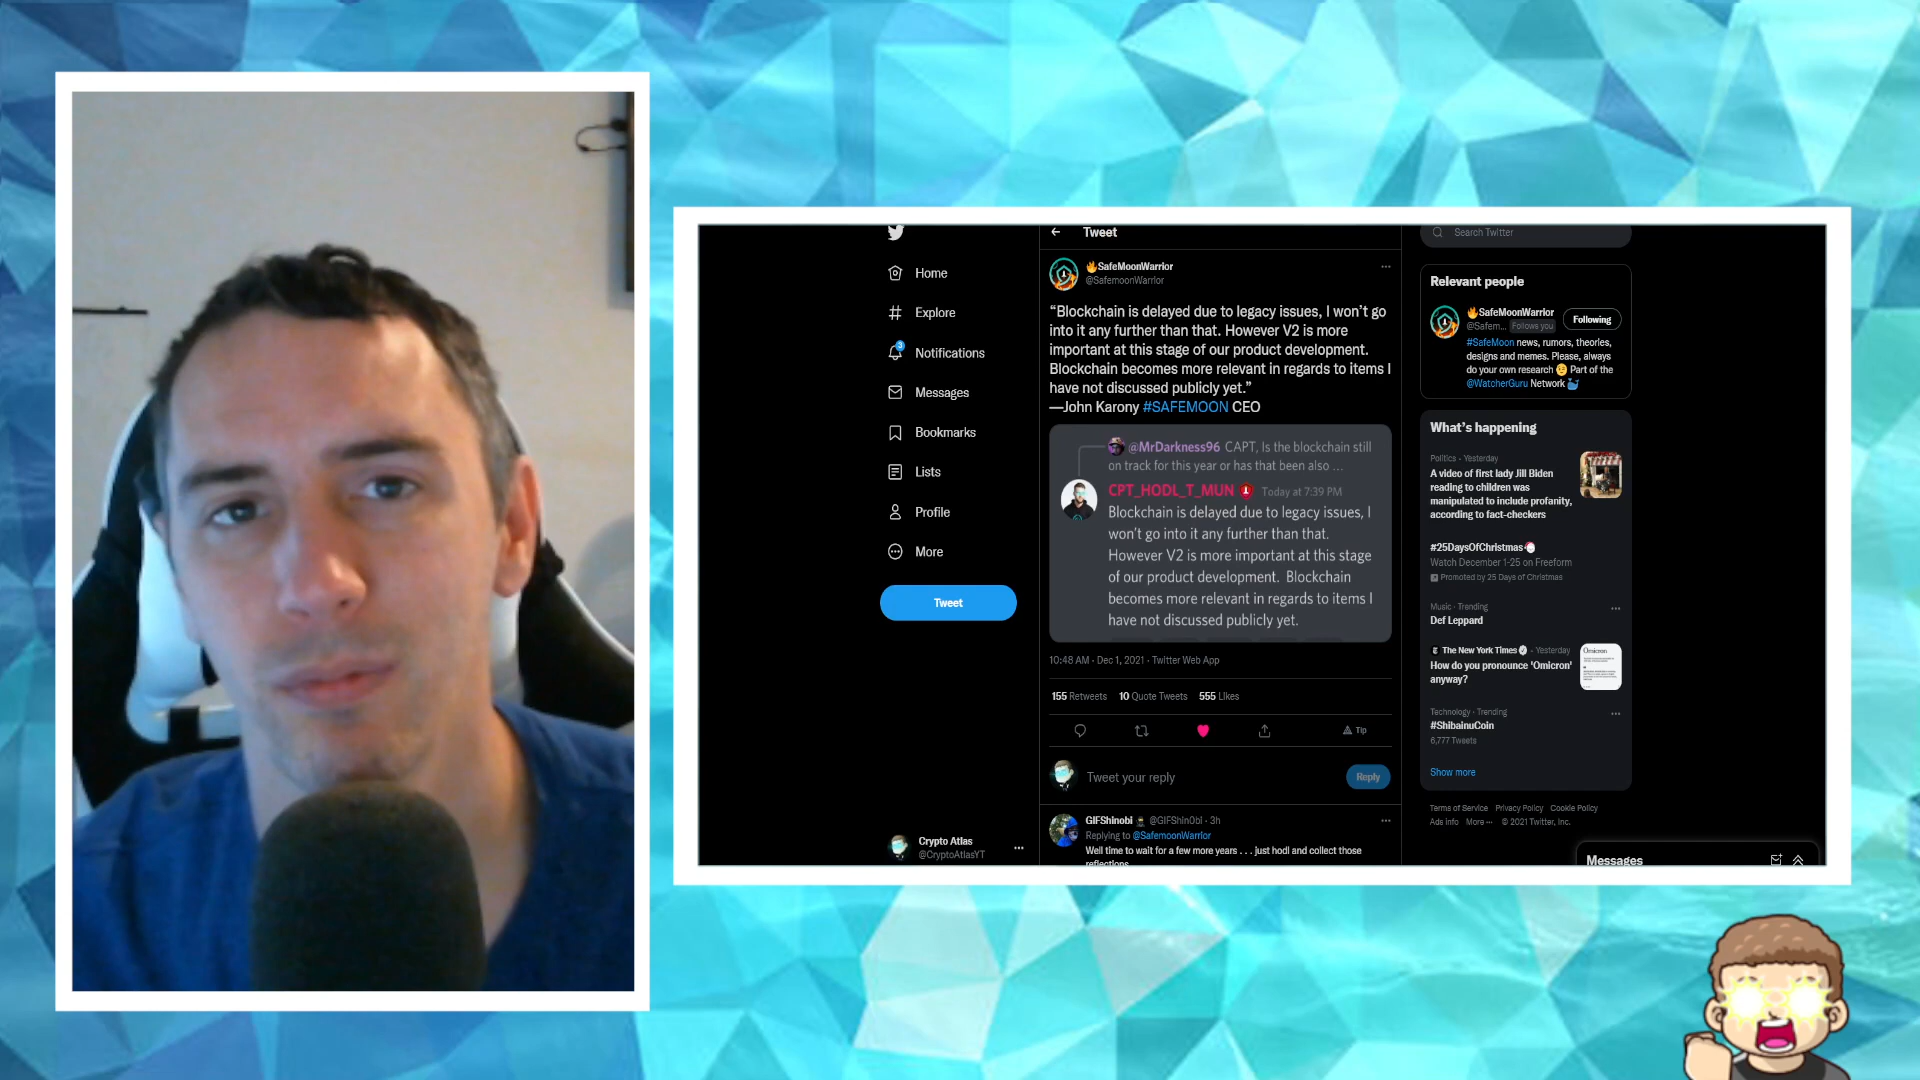 Home
Explore
3
Notifications
Messages
Bookmarks
Lists
Profile
More
Tweet
Crypto Atlas
@CryptoAtlasYT
Tweet
🔥SafeMoonWarrior
@SafemoonWarrior
“Blockchain is delayed due to legacy issues, I won’t go
into it any further than that. However V2 is more
important at this stage of our product development.
Blockchain becomes more relevant in regards to items I
have not discussed publicly yet.”
—John Karony #SAFEMOON CEO
@MrDarkness96 CAPT, Is the blockchain still
on track for this year or has that been also ...
CPT_HODL_T_MUN Today at 7:39 PM
Blockchain is delayed due to legacy issues, I
won't go into it any further than that.
However V2 is more important at this stage
of our product development. Blockchain
becomes more relevant in regards to items I
have not discussed publicly yet.
10:48 AM · Dec 1, 2021 · Twitter Web App
155 Retweets 10 Quote Tweets 555 Likes
Tip
Tweet your reply
Reply
GIFShinobi @GIFShin0bi · 3h
Replying to @SafemoonWarrior
Well time to wait for a few more years . . . just hodl and collect those
reflections
Search Twitter
Relevant people
🔥SafeMoonWarrior
@Safem... Follows you
Following
#SafeMoon news, rumors, theories,
designs and memes. Please, always
do your own research 🤨 Part of the
@WatcherGuru Network 🐳
What’s happening
Politics · Yesterday
A video of first lady Jill Biden
reading to children was
manipulated to include profanity,
according to fact-checkers
#25DaysOfChristmas
Watch December 1-25 on Freeform
Promoted by 25 Days of Christmas
Music · Trending
Def Leppard
The New York Times · Yesterday
How do you pronounce 'Omicron'
anyway?
Omicron
Technology · Trending
#ShibainuCoin
6,777 Tweets
Show more
Terms of Service Privacy Policy Cookie Policy
Ads info More ··· © 2021 Twitter, Inc.
Messages